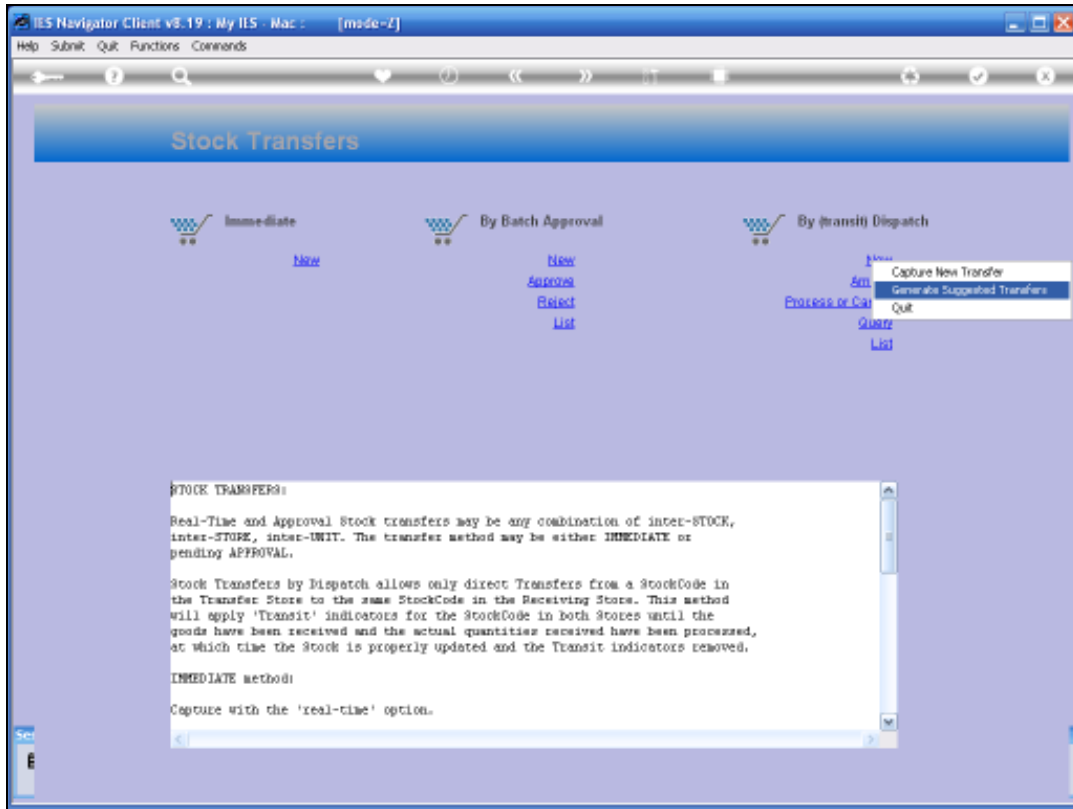 IES Navigator Client v8.19 : My IES - Mac : [mode=Z]
Help Submit Quit Functions Commands
Stock Transfers
Immediate
By Batch Approval
By (transit) Dispatch
New
New
New
Capture New Transfer
Approve
Generate Suggested Transfers
Reject
Process or Ca
Quit
List
Query
List
STOCK TRANSFERS:
Real-Time and Approval Stock transfers may be any combination of inter-STOCK,
inter-STORE, inter-UNIT. The transfer method may be either IMMEDIATE or
pending APPROVAL.
Stock Transfers by Dispatch allows only direct Transfers from a StockCode in
the Transfer Store to the same StockCode in the Receiving Store. This method
will apply 'Transit' indicators for the StockCode in both Stores until the
goods have been received and the actual quantities received have been processed,
at which time the Stock is properly updated and the Transit indicators removed.
IMMEDIATE method:
Capture with the 'real-time' option.